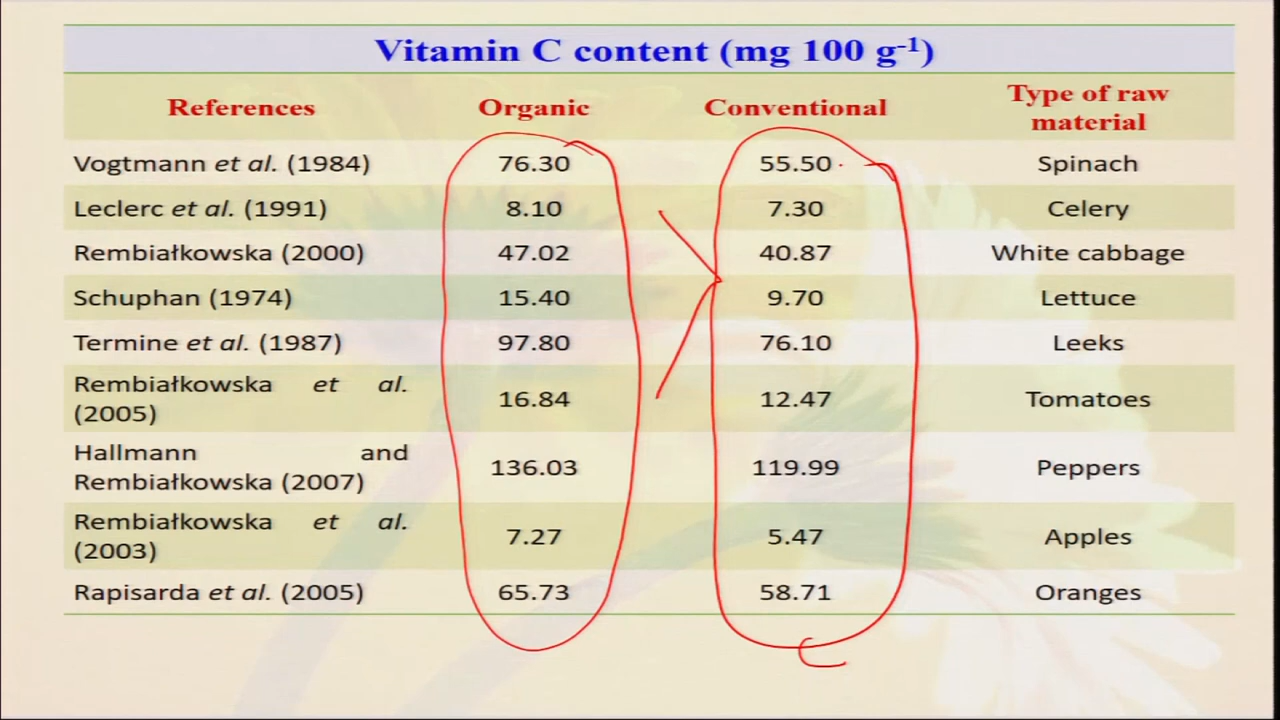 Vitamin C content (mg 100 g-1)
References Organic Conventional Type of raw
material
Vogtmann et al. (1984) 76.30 55.50 Spinach
Leclerc et al. (1991) 8.10 7.30 Celery
Rembiałkowska (2000) 47.02 40.87 White cabbage
Schuphan (1974) 15.40 9.70 Lettuce
Termine et al. (1987) 97.80 76.10 Leeks
Rembiałkowska et al.
(2005) 16.84 12.47 Tomatoes
Hallmann and
Rembiałkowska (2007) 136.03 119.99 Peppers
Rembiałkowska et al.
(2003) 7.27 5.47 Apples
Rapisarda et al. (2005) 65.73 58.71 Oranges